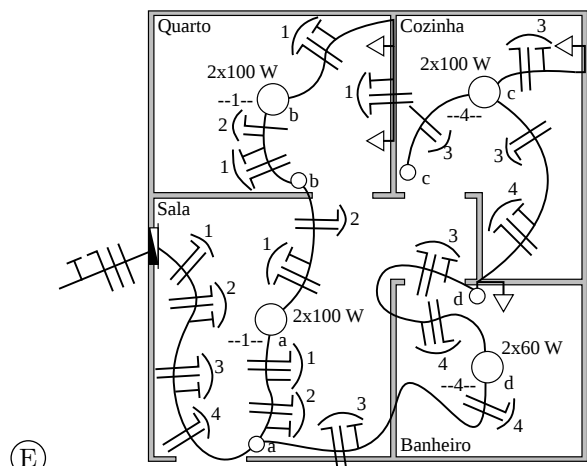 Quarto
Cozinha
1
3
2x100 W
2x100 W
--1--
b
1
c
2
--4--
3
3
1
b
c
4
Sala
1
2
3
1
2
d
2x100 W
--1--
a
4
2x60 W
1
3
--4--
d
2
3
4
4
a
Banheiro
E